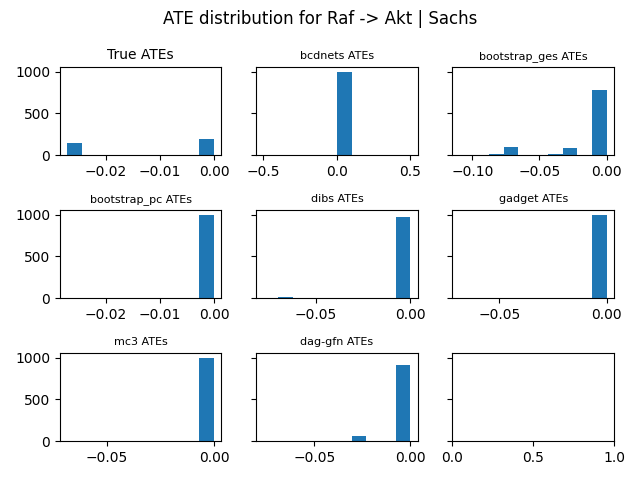 ATE distribution for Raf -> Akt | Sachs
True ATEs
bcdnets ATEs
bootstrap_ges ATEs
1000
500
0
−0.02 −0.01 0.00
−0.5 0.0 0.5
−0.10 −0.05 0.00
bootstrap_pc ATEs
dibs ATEs
gadget ATEs
1000
500
0
−0.02 −0.01 0.00
−0.05 0.00
−0.05 0.00
mc3 ATEs
dag-gfn ATEs
1000
500
0
−0.05 0.00
−0.05 0.00
0.0 0.5 1.0